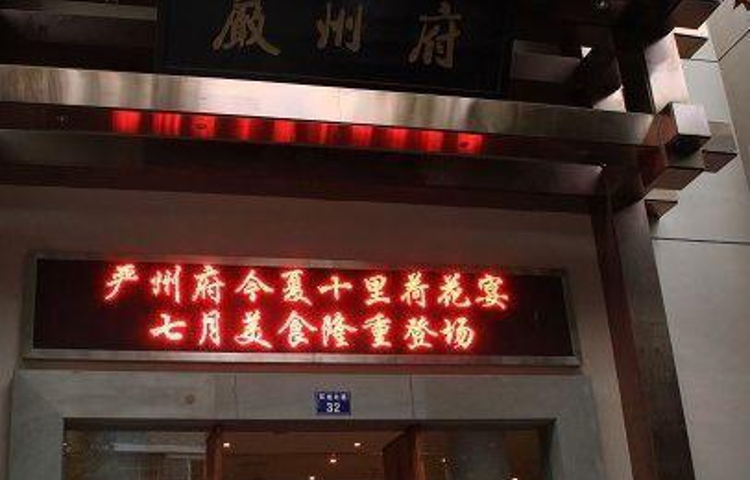 嚴州府
严州府今夏十里荷花宴
七月美食隆重登场
32